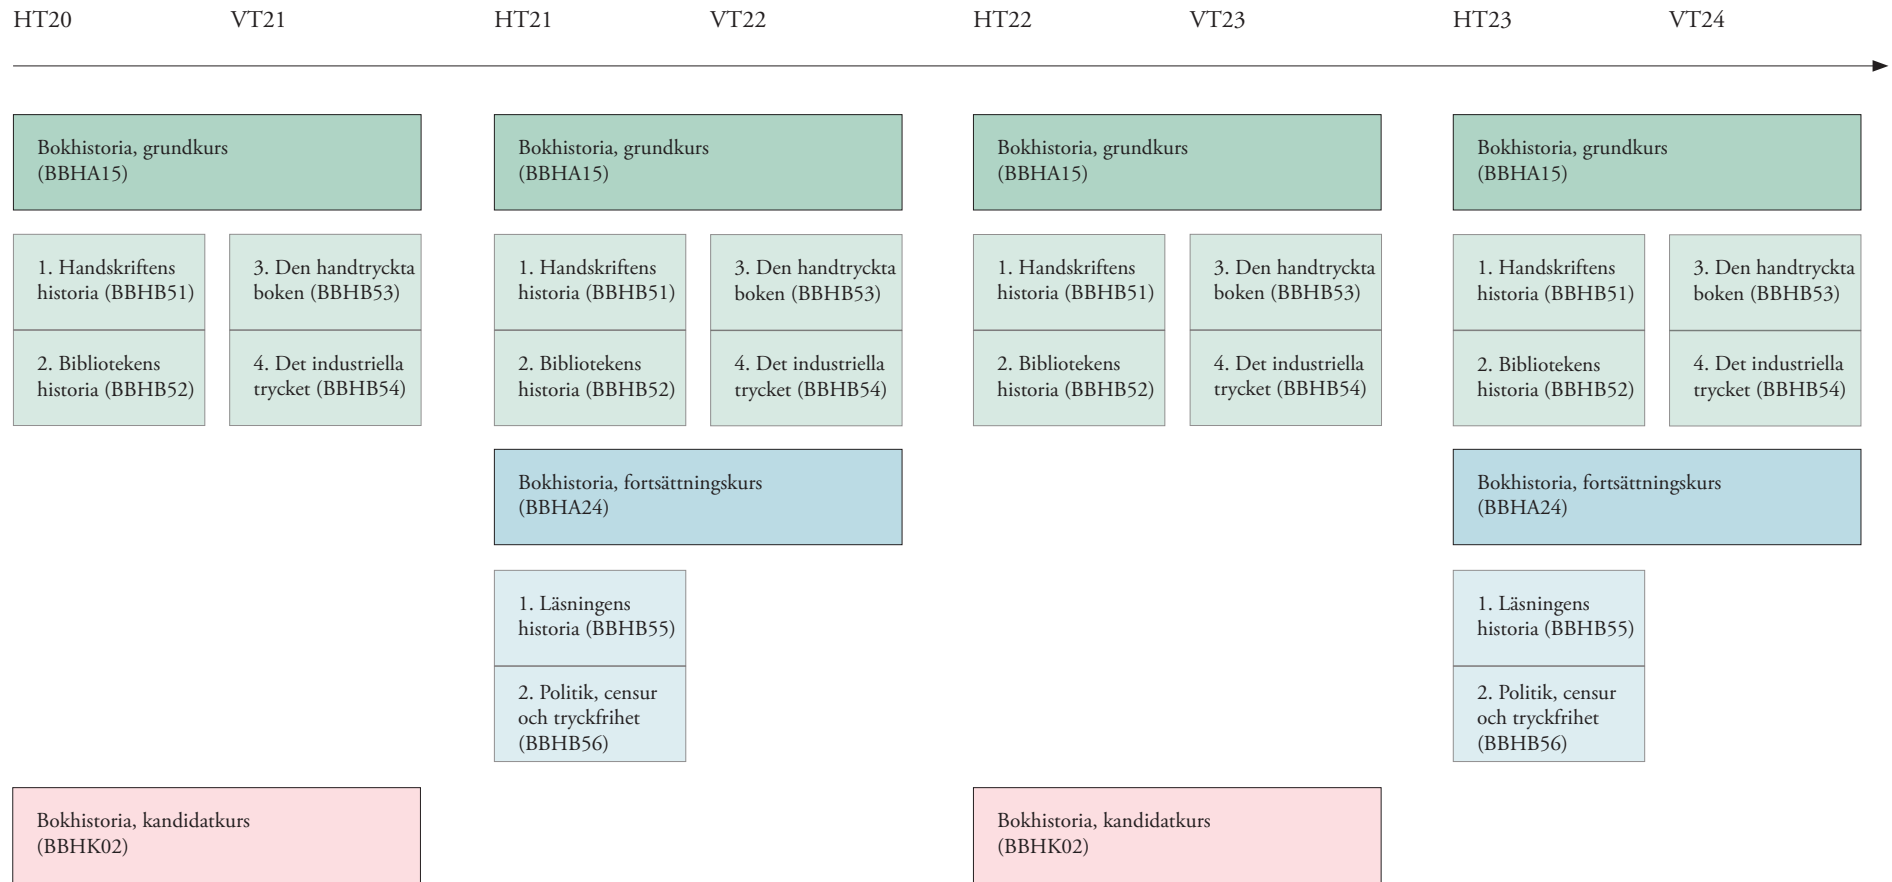 HT20
VT21
HT21
VT22
HT22
VT23
HT23
VT24
Bokhistoria, grundkurs
(BBHA15)
Bokhistoria, grundkurs
(BBHA15)
Bokhistoria, grundkurs
(BBHA15)
Bokhistoria, grundkurs
(BBHA15)
1. Handskriftens
historia (BBHB51)
3. Den handtryckta
boken (BBHB53)
1. Handskriftens
historia (BBHB51)
3. Den handtryckta
boken (BBHB53)
1. Handskriftens
historia (BBHB51)
3. Den handtryckta
boken (BBHB53)
1. Handskriftens
historia (BBHB51)
3. Den handtryckta
boken (BBHB53)
2. Bibliotekens
historia (BBHB52)
4. Det industriella
trycket (BBHB54)
2. Bibliotekens
historia (BBHB52)
4. Det industriella
trycket (BBHB54)
2. Bibliotekens
historia (BBHB52)
4. Det industriella
trycket (BBHB54)
2. Bibliotekens
historia (BBHB52)
4. Det industriella
trycket (BBHB54)
Bokhistoria, fortsättningskurs
(BBHA24)
Bokhistoria, fortsättningskurs
(BBHA24)
1. Läsningens
historia (BBHB55)
1. Läsningens
historia (BBHB55)
2. Politik, censur
och tryckfrihet
(BBHB56)
2. Politik, censur
och tryckfrihet
(BBHB56)
Bokhistoria, kandidatkurs
(BBHK02)
Bokhistoria, kandidatkurs
(BBHK02)